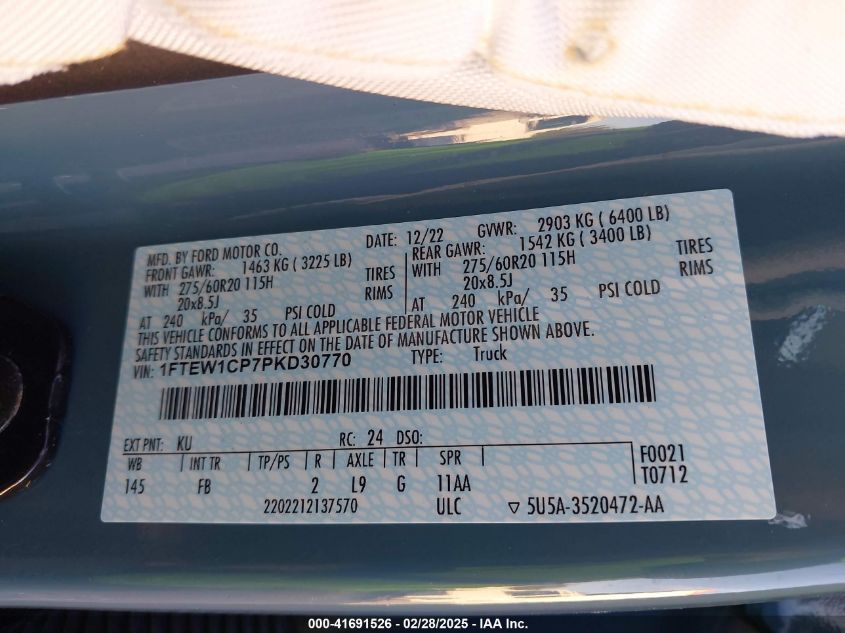 MFD. BY FORD MOTOR CO. DATE: 12/22 GVWR: 2903 KG ( 6400 LB)
FRONT GAWR: 1463 KG ( 3225 LB) REAR GAWR: 1542 KG ( 3400 LB)
WITH 275/60R20 115H TIRES WITH 275/60R20 115H TIRES
20x8.5J RIMS 20x8.5J RIMS
AT 240 kPa/ 35 PSI COLD AT 240 kPa/ 35 PSI COLD
THIS VEHICLE CONFORMS TO ALL APPLICABLE FEDERAL MOTOR VEHICLE
SAFETY STANDARDS IN EFFECT ON THE DATE OF MANUFACTURE SHOWN ABOVE.
VIN: 1FTEW1CP7PKD30770 TYPE: Truck
EXT PNT: KU RC: 24 DSO:
WB INT TR TP/PS R AXLE TR SPR F0021
145 FB 2 L9 G 11AA T0712
2202212137570 ULC ▽ 5U5A-3520472-AA
000-41691526 - 02/28/2025 - IAA Inc.